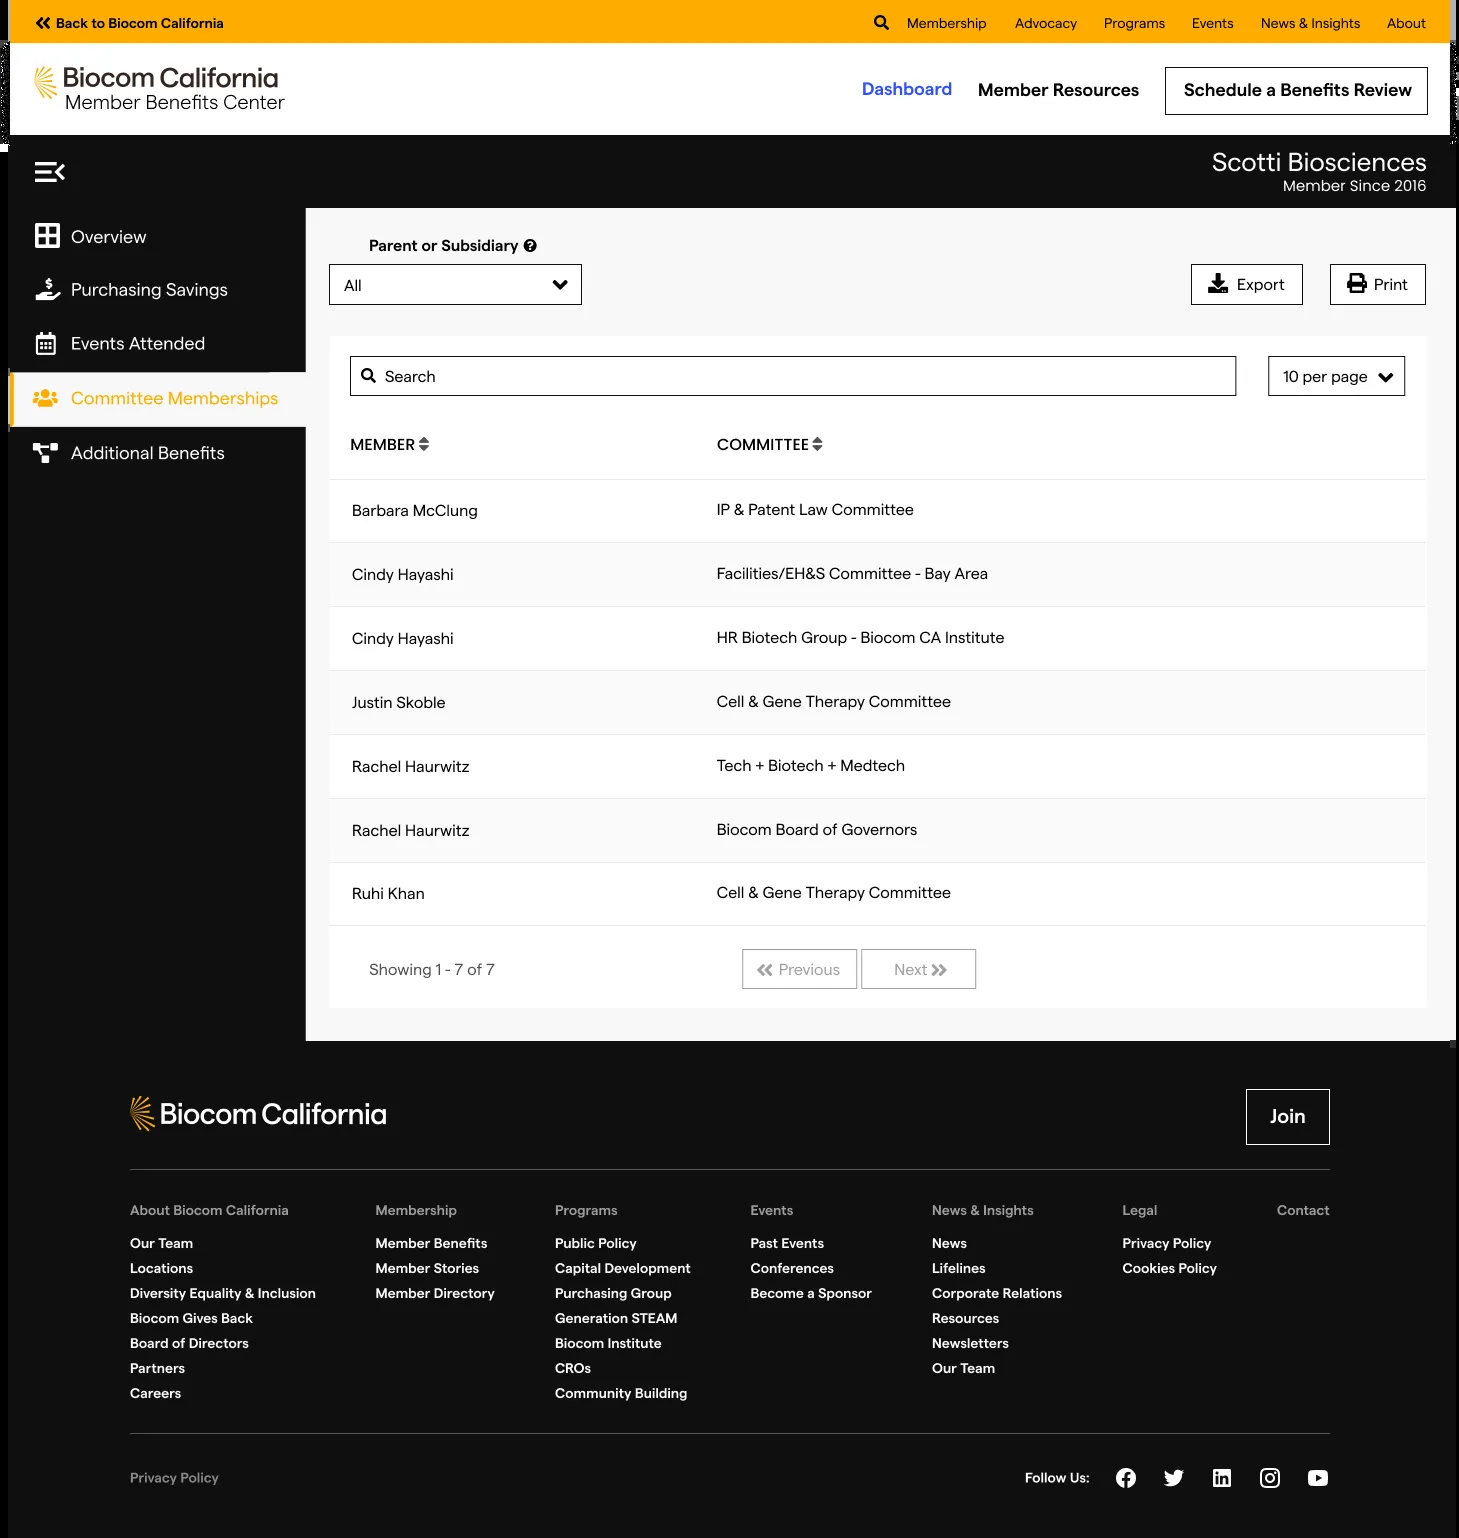 Back to Biocom California
Membership Advocacy Programs Events News & Insights About
Biocom California
Member Benefits Center
Dashboard Member Resources Schedule a Benefits Review
Scotti Biosciences
Member Since 2016
Overview
Purchasing Savings
Events Attended
Committee Memberships
Additional Benefits
Parent or Subsidiary ?
All
Export Print
Search
10 per page
MEMBER COMMITTEE
Barbara McClung IP & Patent Law Committee
Cindy Hayashi Facilities/EH&S Committee - Bay Area
Cindy Hayashi HR Biotech Group - Biocom CA Institute
Justin Skoble Cell & Gene Therapy Committee
Rachel Haurwitz Tech + Biotech + Medtech
Rachel Haurwitz Biocom Board of Governors
Ruhi Khan Cell & Gene Therapy Committee
Showing 1 - 7 of 7 Previous Next
Biocom California
Join
About Biocom California
Our Team
Locations
Diversity Equality & Inclusion
Biocom Gives Back
Board of Directors
Partners
Careers
Membership
Member Benefits
Member Stories
Member Directory
Programs
Public Policy
Capital Development
Purchasing Group
Generation STEAM
Biocom Institute
CROs
Community Building
Events
Past Events
Conferences
Become a Sponsor
News & Insights
News
Lifelines
Corporate Relations
Resources
Newsletters
Our Team
Legal
Privacy Policy
Cookies Policy
Contact
Privacy Policy
Follow Us: